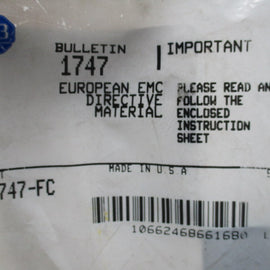 BULLETIN
1747
EUROPEAN EMC
DIRECTIVE
MATERIAL
IMPORTANT
PLEASE READ AN
FOLLOW THE
ENCLOSED
INSTRUCTION
SHEET
MADE IN U S A
747-FC
10662468661680